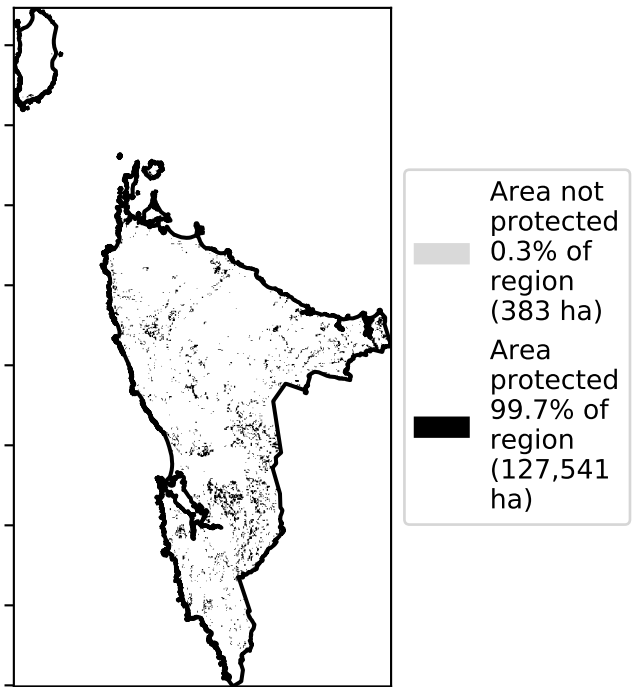 Area not
protected
0.3% of
region
(383 ha)
Area
protected
99.7% of
region
(127,541
ha)